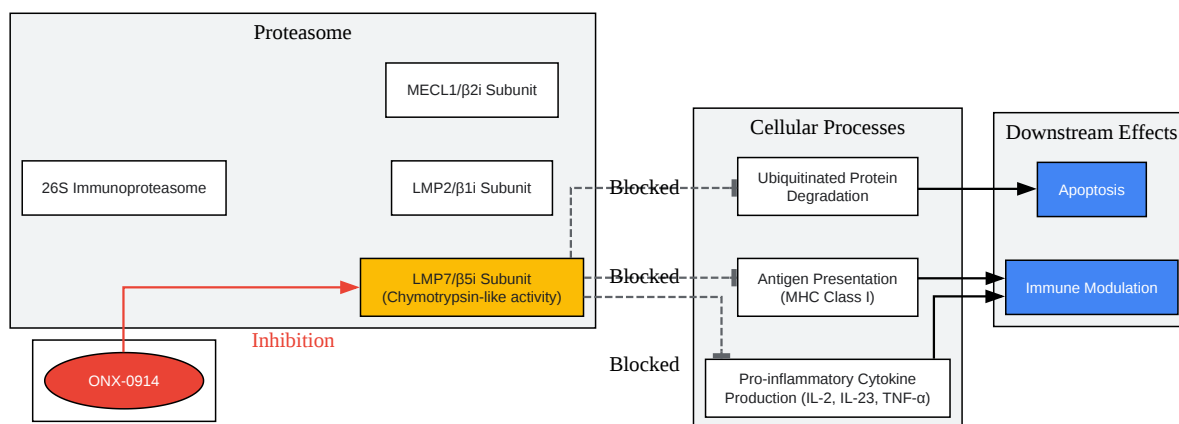 Proteasome
MECL1/β2i Subunit
26S Immunoproteasome
LMP2/β1i Subunit
LMP7/β5i Subunit
(Chymotrypsin-like activity)
Inhibition
ONX-0914
Blocked
Blocked
Blocked
Cellular Processes
Ubiquitinated Protein
Degradation
Antigen Presentation
(MHC Class I)
Pro-inflammatory Cytokine
Production (IL-2, IL-23, TNF-α)
Downstream Effects
Apoptosis
Immune Modulation